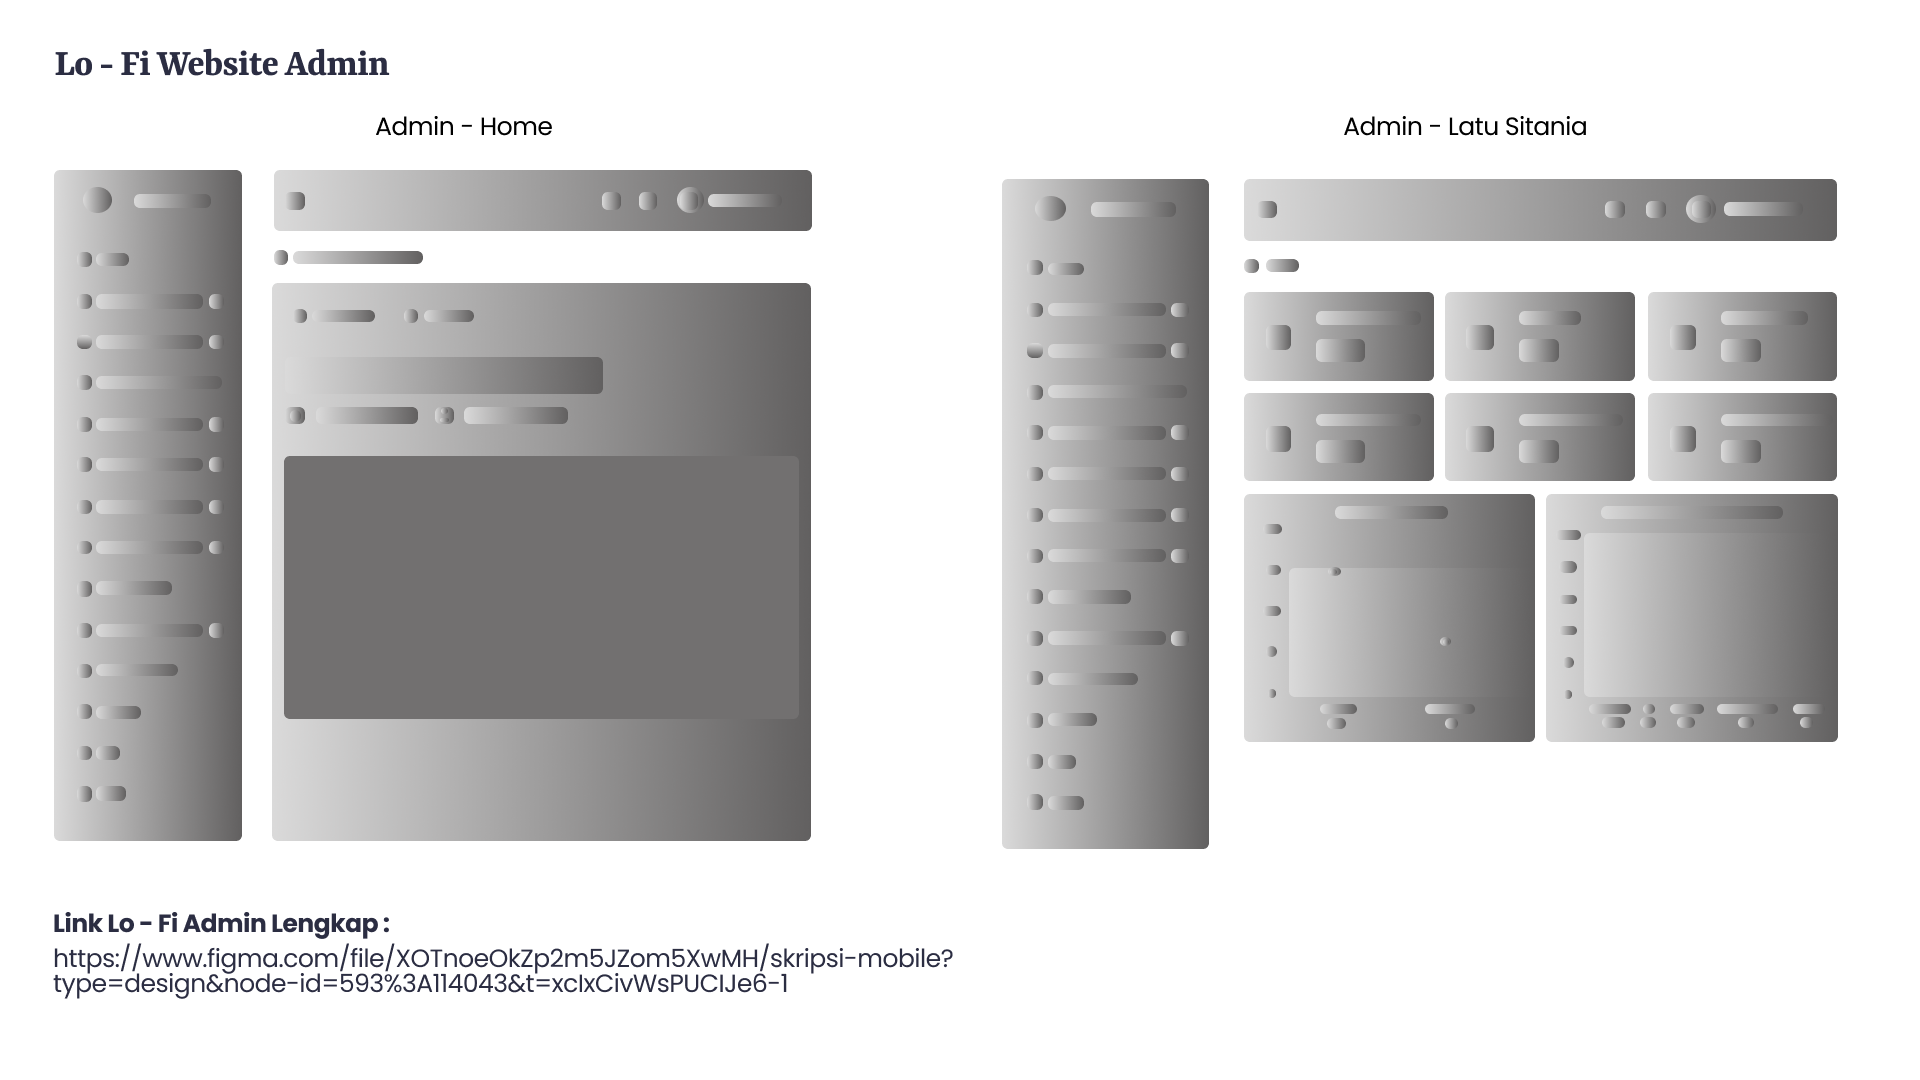 Lo - Fi Website Admin
Admin - Home
Admin - Latu Sitania
Link Lo - Fi Admin Lengkap :
https://www.figma.com/file/XOTnoeOkZp2m5JZom5XwMH/skripsi-mobile?
type=design&node-id=593%3A114043&t=xcIxCivWsPUCIJe6-1